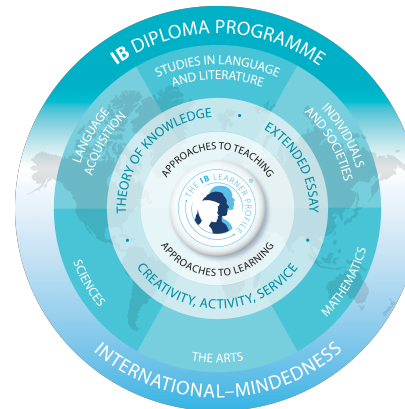 IB DIPLOMA PROGRAMME
STUDIES IN LANGUAGE
AND LITERATURE
LANGUAGE
ACQUISITION
INDIVIDUALS
AND SOCIETIES
THEORY OF KNOWLEDGE
•
EXTENDED ESSAY
APPROACHES TO TEACHING
THE IB LEARNER PROFILE
®
APPROACHES TO LEARNING
•
CREATIVITY, ACTIVITY, SERVICE
•
SCIENCES
MATHEMATICS
THE ARTS
INTERNATIONAL–MINDEDNESS